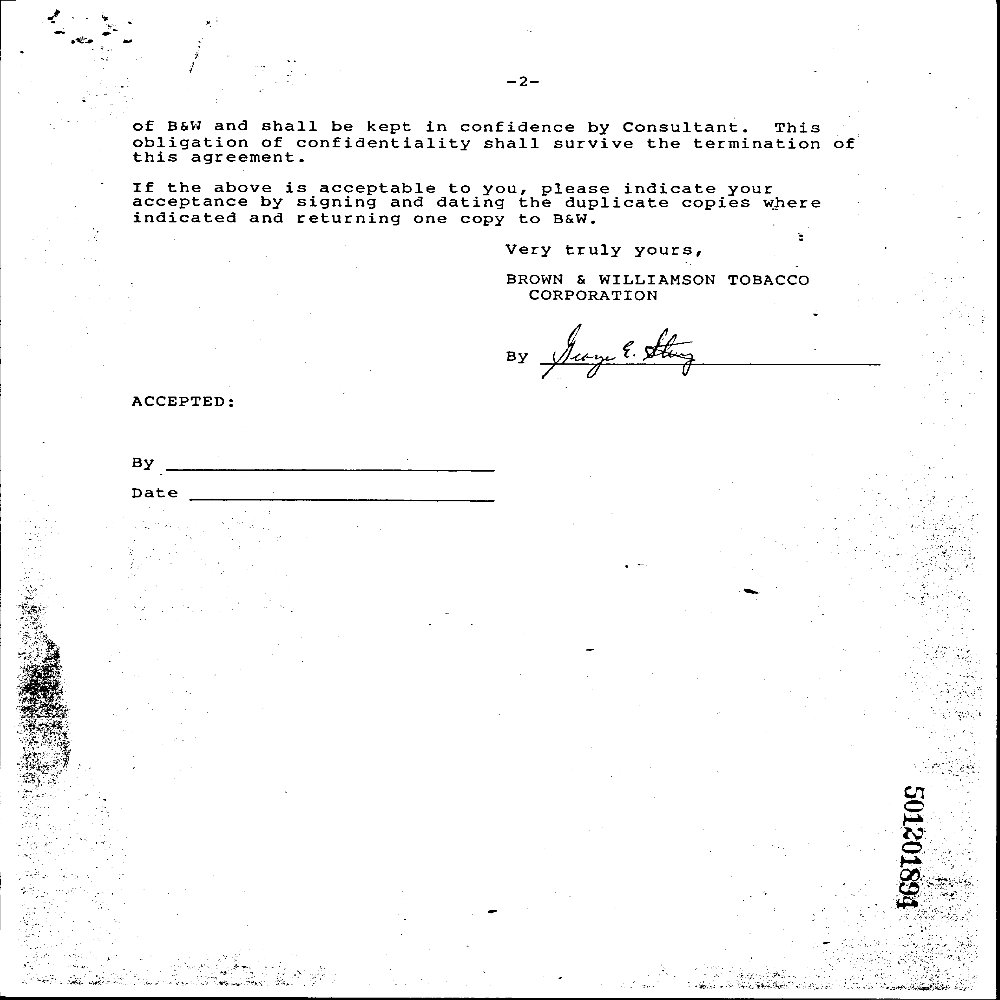 -2-
of B&W and shall be kept in confidence by Consultant. This
obligation of confidentiality shall survive the termination of
this agreement.
If the above is acceptable to you, please indicate your
acceptance by signing and dating the duplicate copies where
indicated and returning one copy to B&W.
Very truly yours,
BROWN & WILLIAMSON TOBACCO
CORPORATION
By George E.
ACCEPTED:
By
Date
501201894